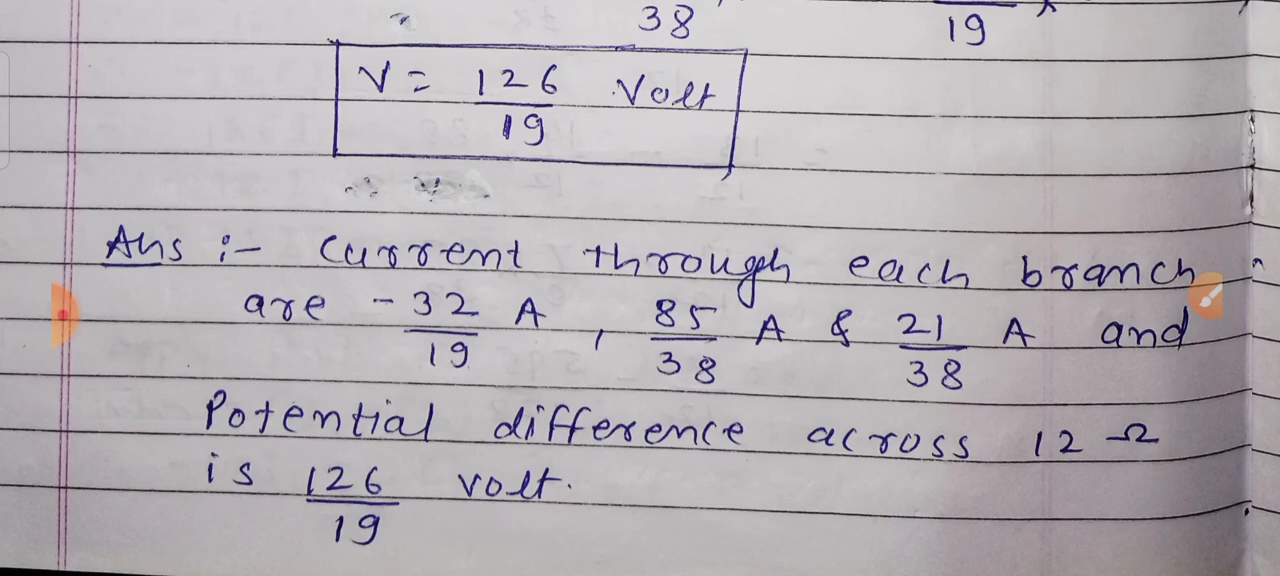 38
19
V = 126/19 Volt
Ans :- Current through each branch
are -32/19 A , 85/38 A & 21/38 A and
Potential difference across 12 Ω
is 126/19 volt.